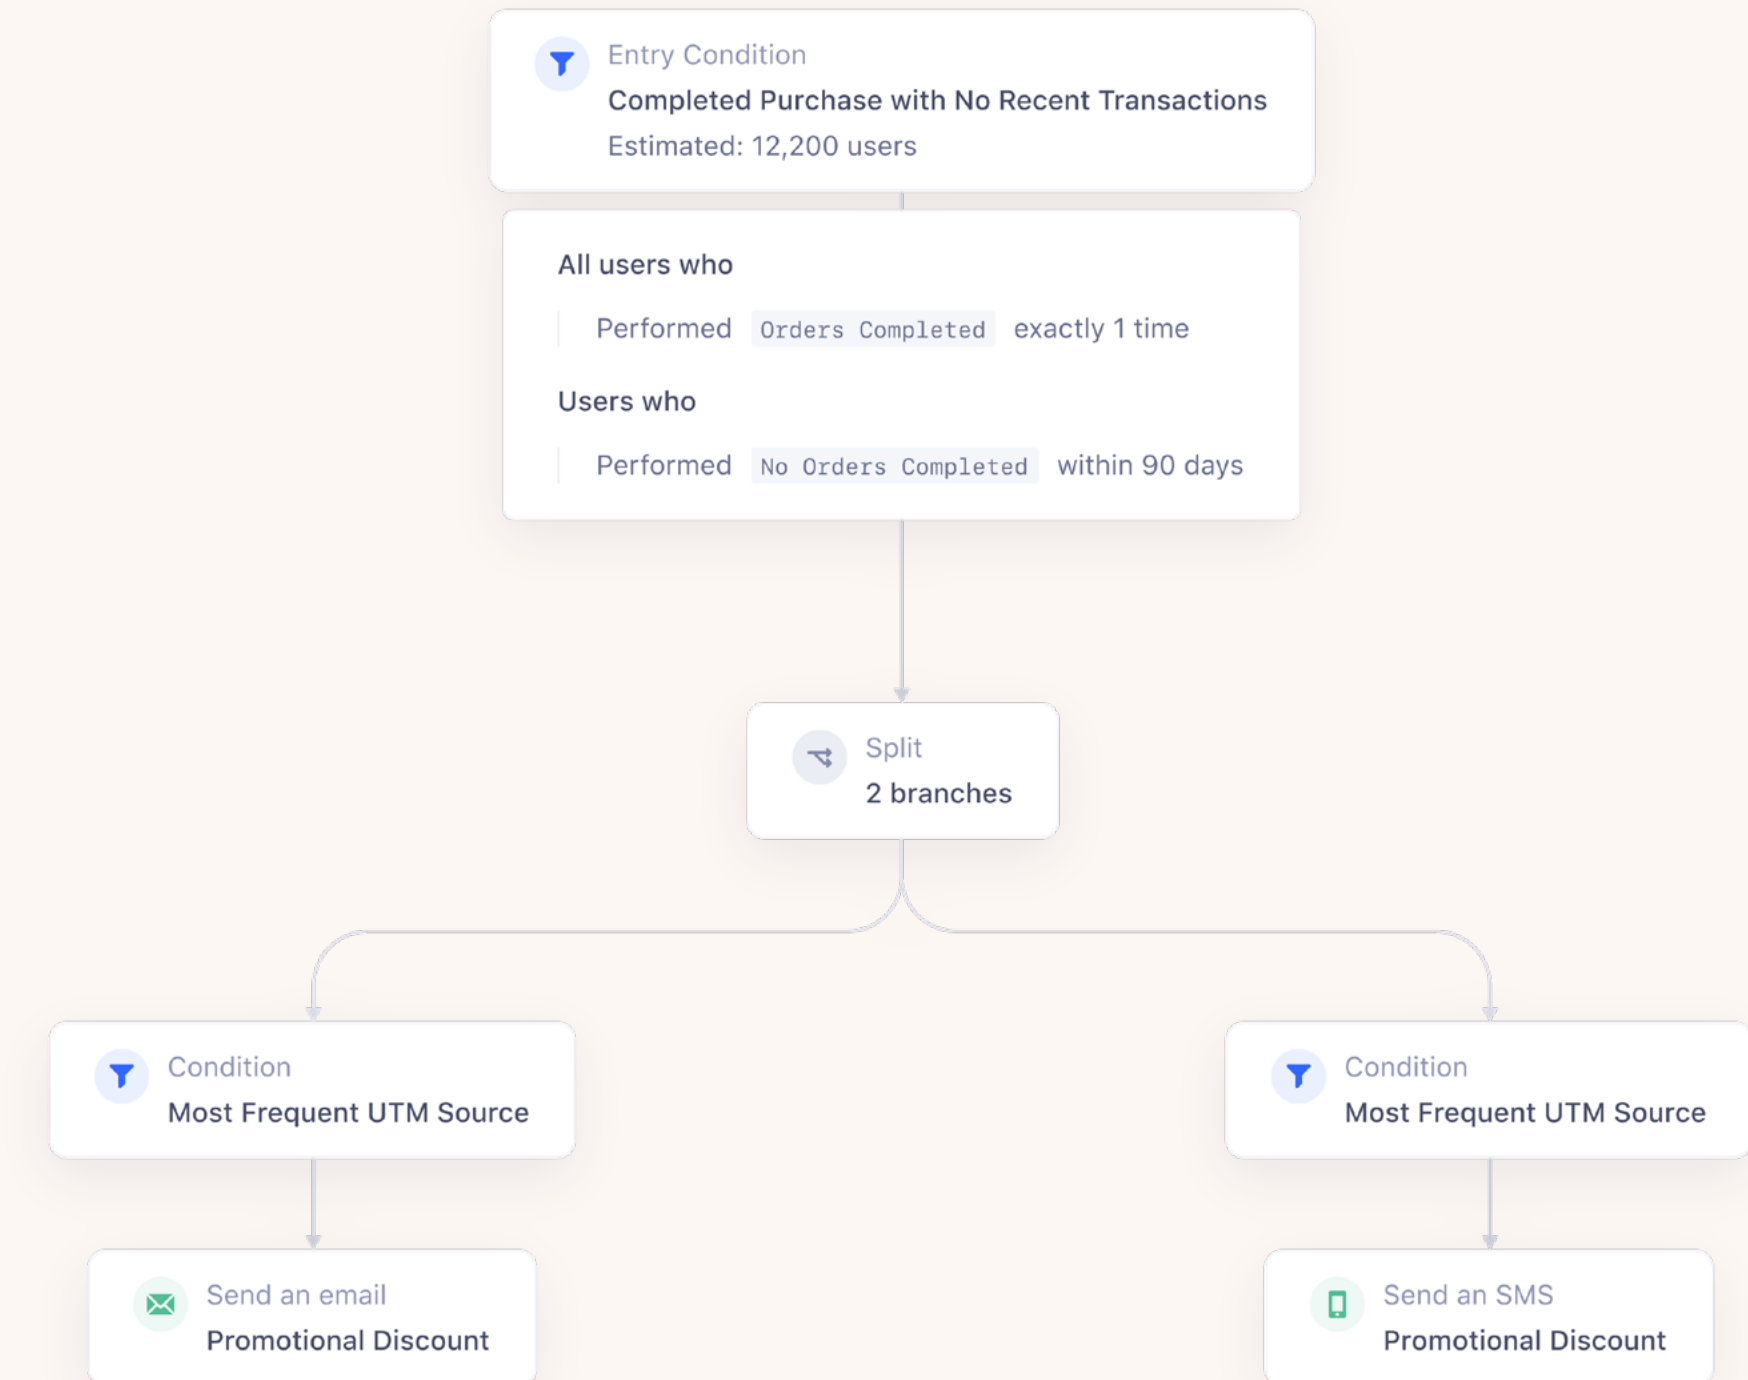 Entry Condition
Completed Purchase with No Recent Transactions
Estimated: 12,200 users
All users who
Performed Orders Completed exactly 1 time
Users who
Performed No Orders Completed within 90 days
Split
2 branches
Condition
Most Frequent UTM Source
Condition
Most Frequent UTM Source
Send an email
Promotional Discount
Send an SMS
Promotional Discount